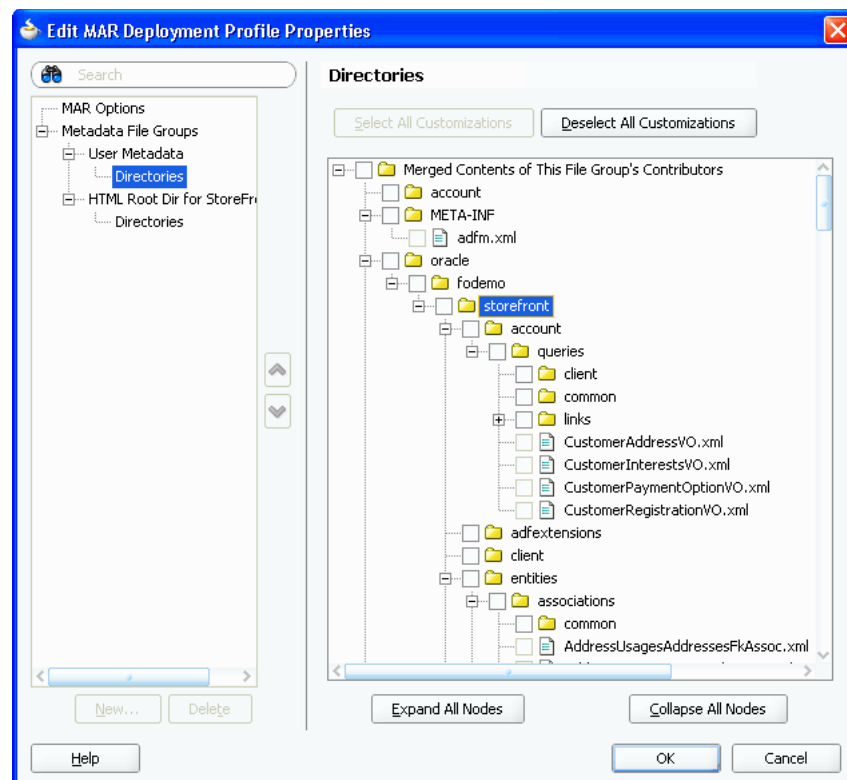 Edit MAR Deployment Profile Properties
Search
MAR Options
Metadata File Groups
User Metadata
Directories
HTML Root Dir for StoreFr
Directories
New...
Delete
Directories
Select All Customizations
Deselect All Customizations
Merged Contents of This File Group's Contributors
account
META-INF
adfm.xml
oracle
fodemo
storefront
account
queries
client
common
links
CustomerAddressVO.xml
CustomerInterestsVO.xml
CustomerPaymentOptionVO.xml
CustomerRegistrationVO.xml
adfextensions
client
entities
associations
common
AddressUsagesAddressesFkAssoc.xml
Expand All Nodes
Collapse All Nodes
Help
OK
Cancel